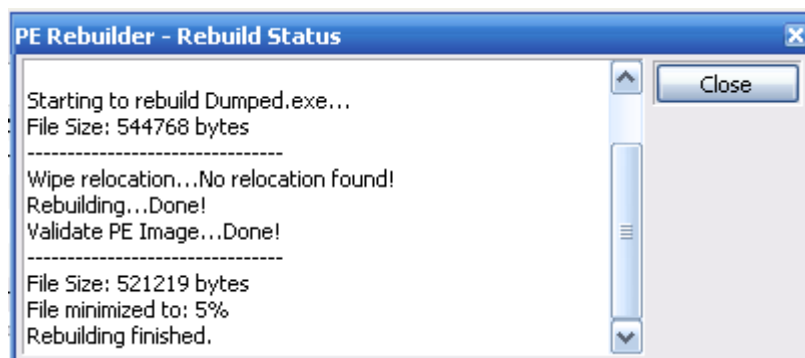 PE Rebuilder - Rebuild Status
Starting to rebuild Dumped.exe...
File Size: 544768 bytes
--------------------------------
Wipe relocation...No relocation found!
Rebuilding...Done!
Validate PE Image...Done!
--------------------------------
File Size: 521219 bytes
File minimized to: 5%
Rebuilding finished.
Close